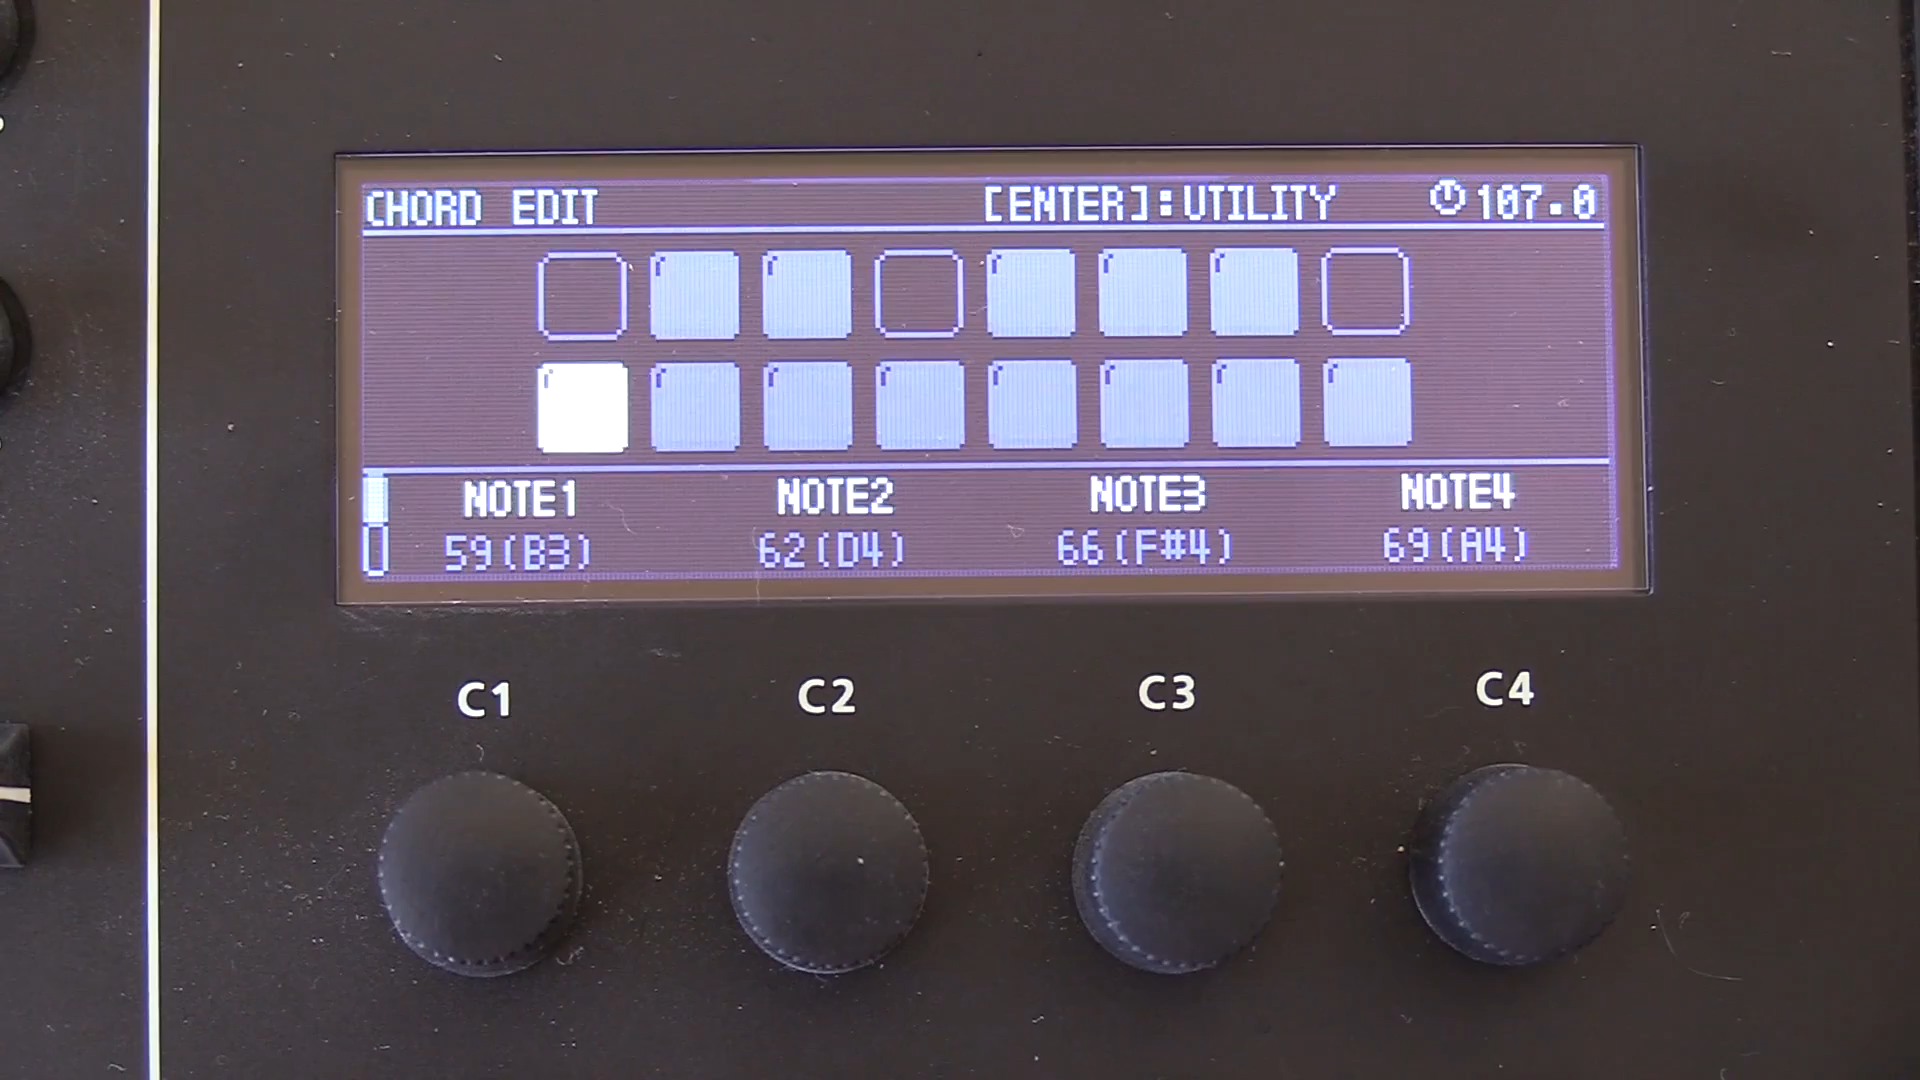 CHORD EDIT [ENTER]:UTILITY 107.0
NOTE1 NOTE2 NOTE3 NOTE4
59(B3) 62(D4) 66(F#4) 69(A4)
C1 C2 C3 C4